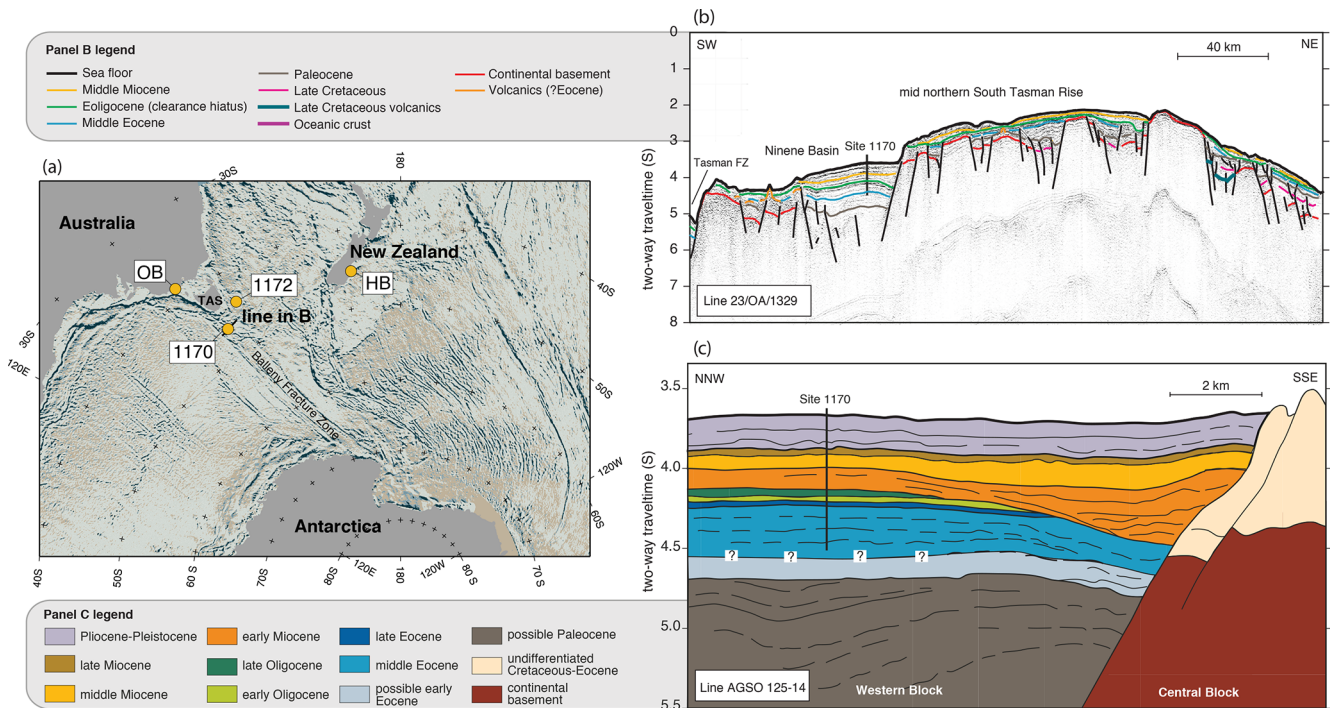 Panel B legend
Sea floor
Middle Miocene
Eoligocene (clearance hiatus)
Middle Eocene
Paleocene
Late Cretaceous
Late Cretaceous volcanics
Oceanic crust
Continental basement
Volcanics (?Eocene)
(a)
30S
180
Australia
New Zealand
OB
1172
HB
TAS
line in B
1170
Balleny Fracture Zone
Antarctica
40S
50S
120W
60S
30S
120E
40S
50S
60 S
70S
80S
120E
180
120W
80 S
70 S
(b)
SW
NE
40 km
mid northern South Tasman Rise
Ninene Basin
Site 1170
Tasman FZ
two-way traveltime (S)
0
1
2
3
4
5
6
7
8
Line 23/OA/1329
(c)
NNW
SSE
2 km
Site 1170
two-way traveltime (S)
3.5
4.0
4.5
5.0
5.5
? ? ? ?
Line AGSO 125-14
Western Block
Central Block
Panel C legend
Pliocene-Pleistocene
late Miocene
middle Miocene
early Miocene
late Oligocene
early Oligocene
late Eocene
middle Eocene
possible early
Eocene
possible Paleocene
undifferentiated
Cretaceous-Eocene
continental
basement